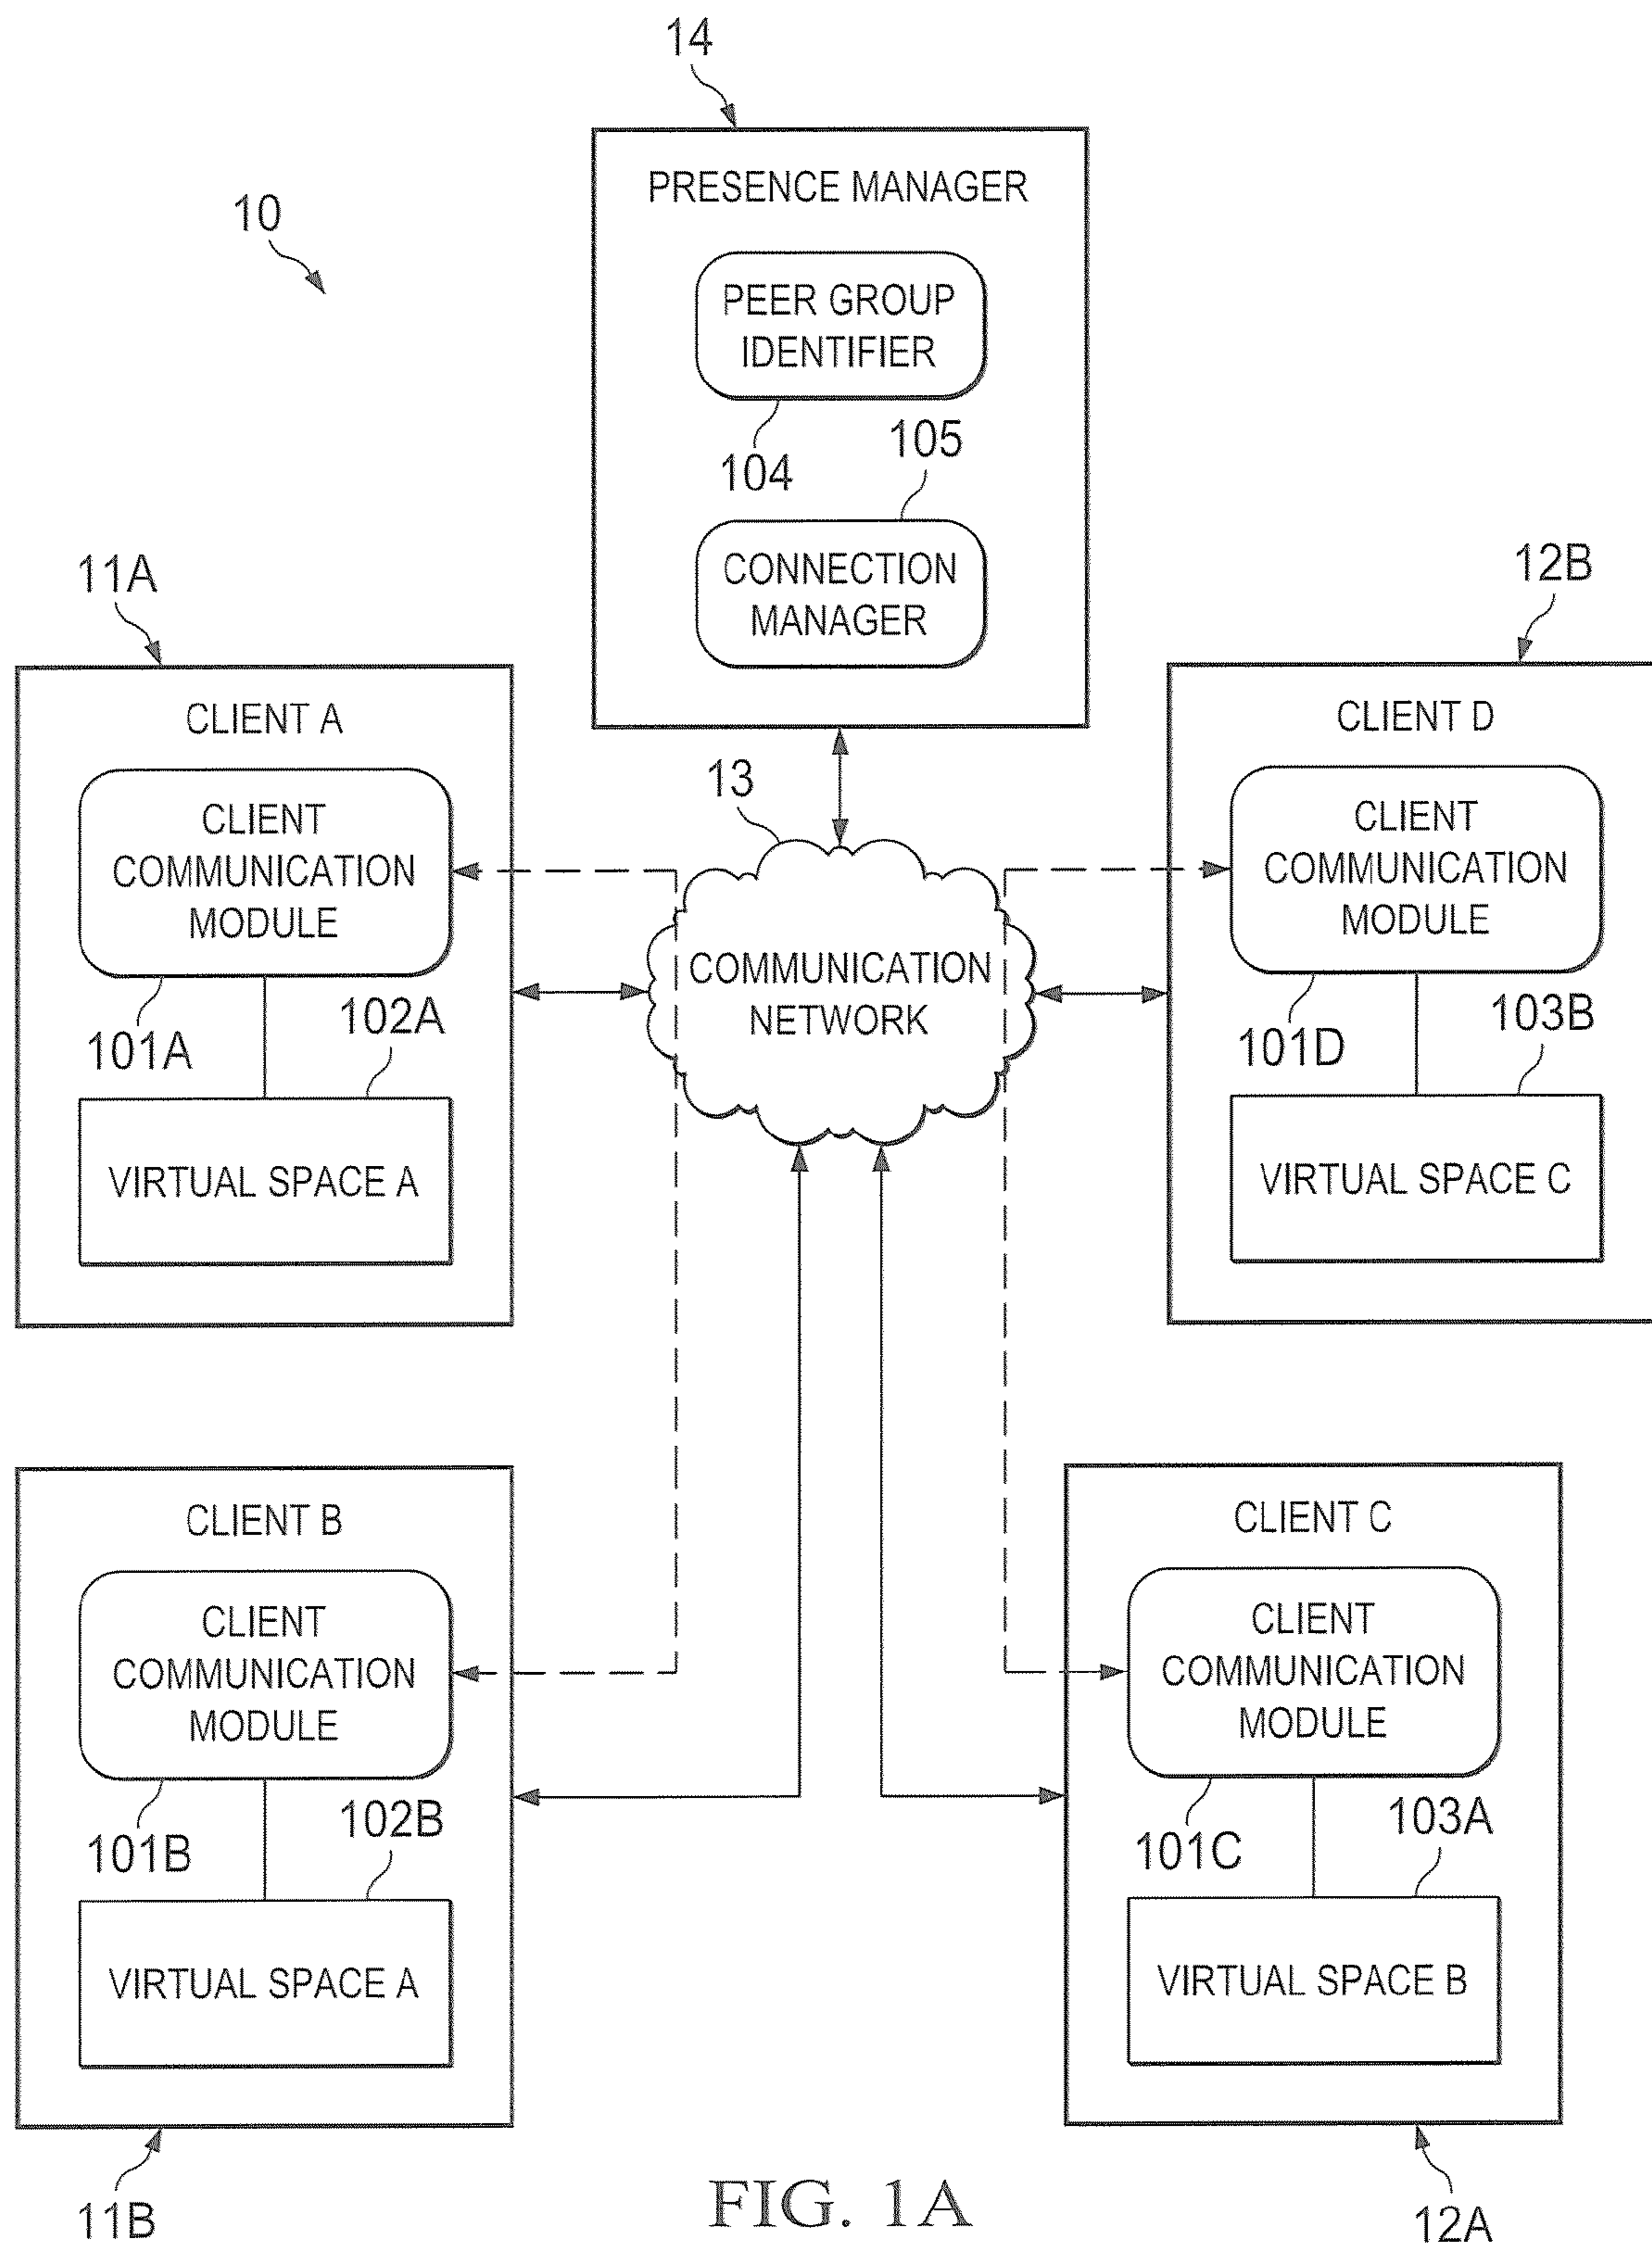 14
PRESENCE MANAGER
10
PEER GROUP
IDENTIFIER
104
105
CONNECTION
MANAGER
11A
CLIENT A
CLIENT
COMMUNICATION
MODULE
101A
102A
VIRTUAL SPACE A
13
COMMUNICATION
NETWORK
12B
CLIENT D
CLIENT
COMMUNICATION
MODULE
101D
103B
VIRTUAL SPACE C
CLIENT B
CLIENT
COMMUNICATION
MODULE
101B
102B
VIRTUAL SPACE A
11B
CLIENT C
CLIENT
COMMUNICATION
MODULE
101C
103A
VIRTUAL SPACE B
12A
FIG. 1A